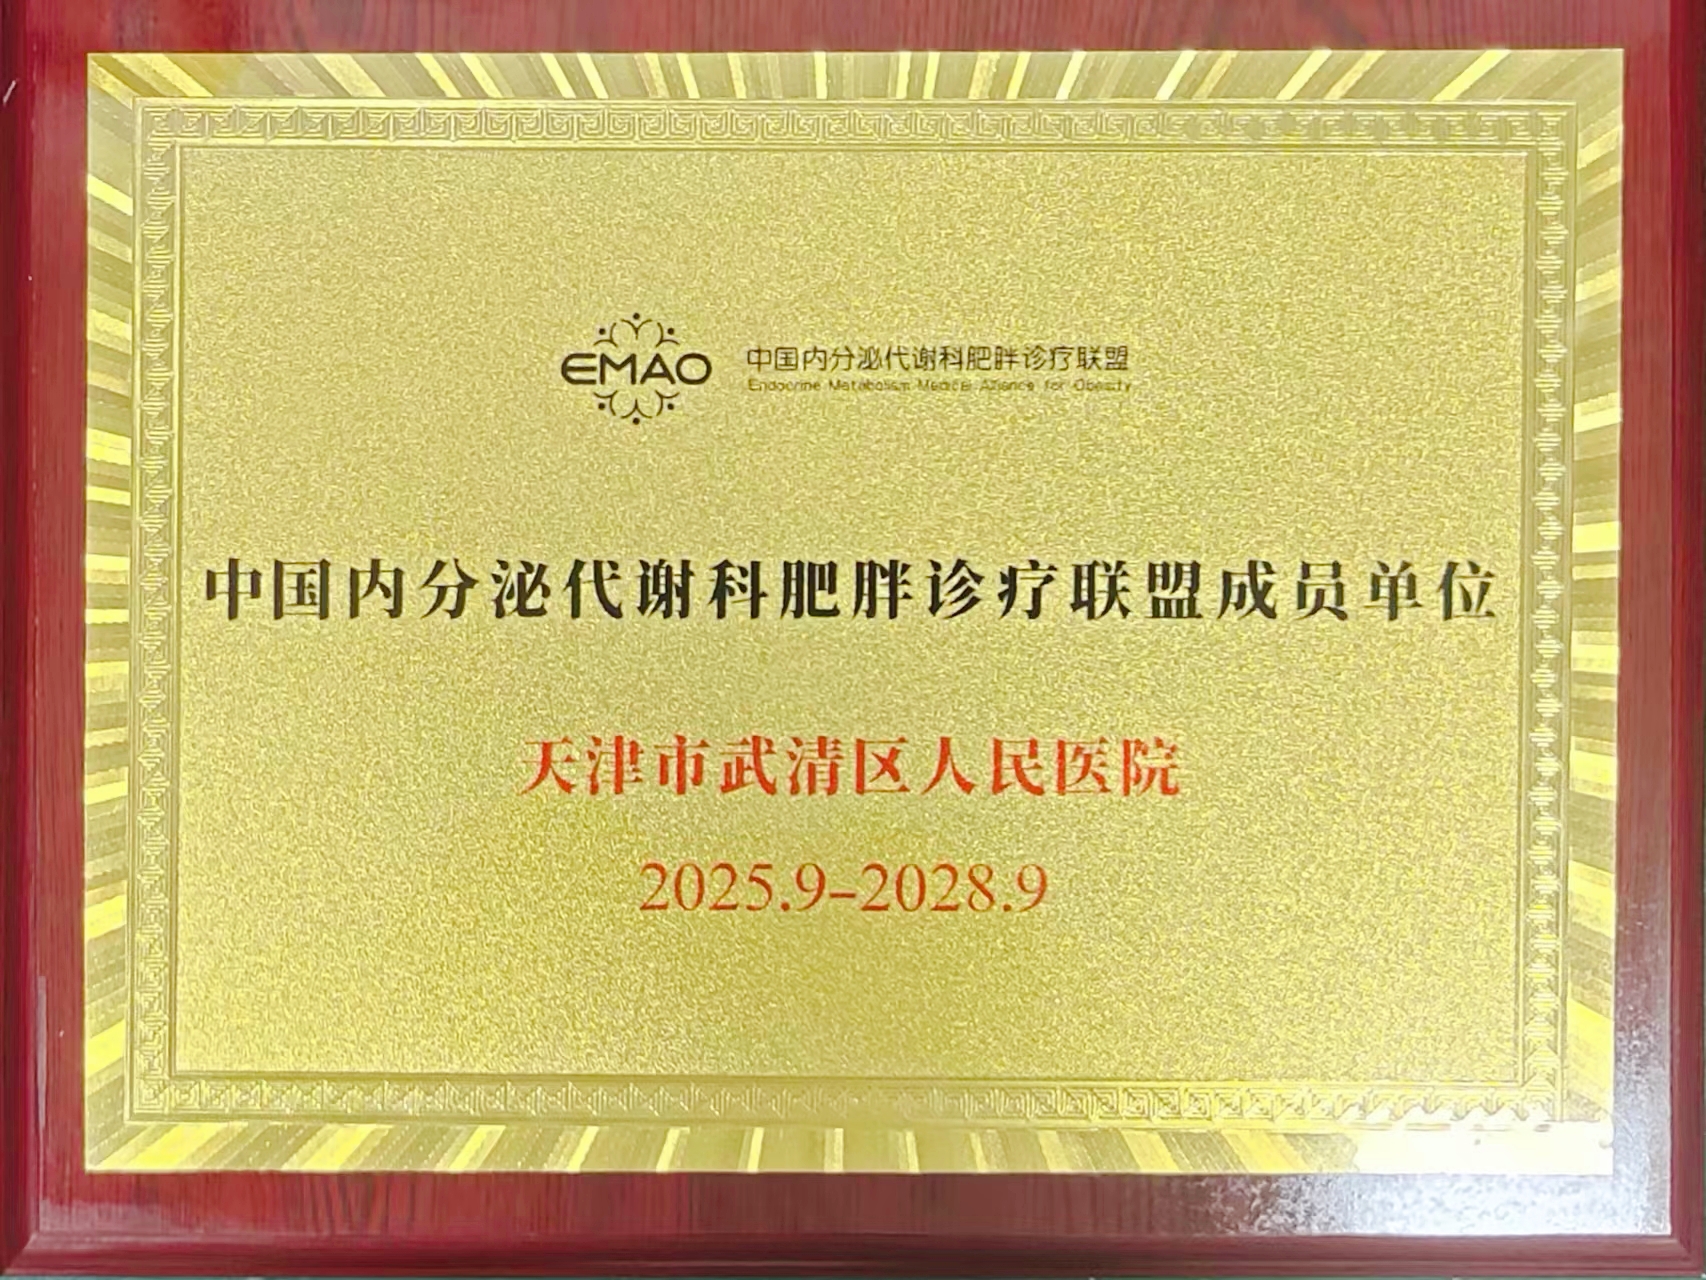 EMAO
中国内分泌代谢科肥胖诊疗联盟
Endocrine Metabolism Medical Alliance for Obesity
中国内分泌代谢科肥胖诊疗联盟成员单位
天津市武清区人民医院
2025.9-2028.9